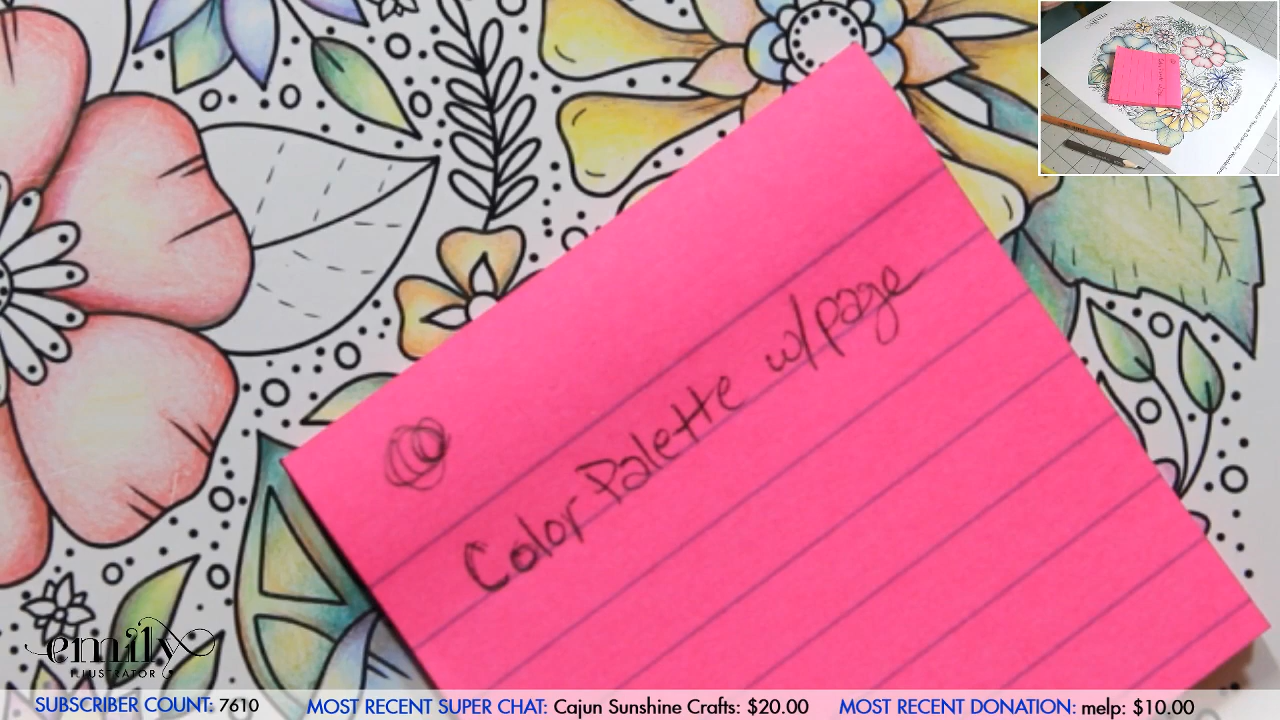 Color Palette w/page
emily
ILLUSTRATOR
SUBSCRIBER COUNT: 7610
MOST RECENT SUPER CHAT: Cajun Sunshine Crafts: $20.00
MOST RECENT DONATION: melp: $10.00